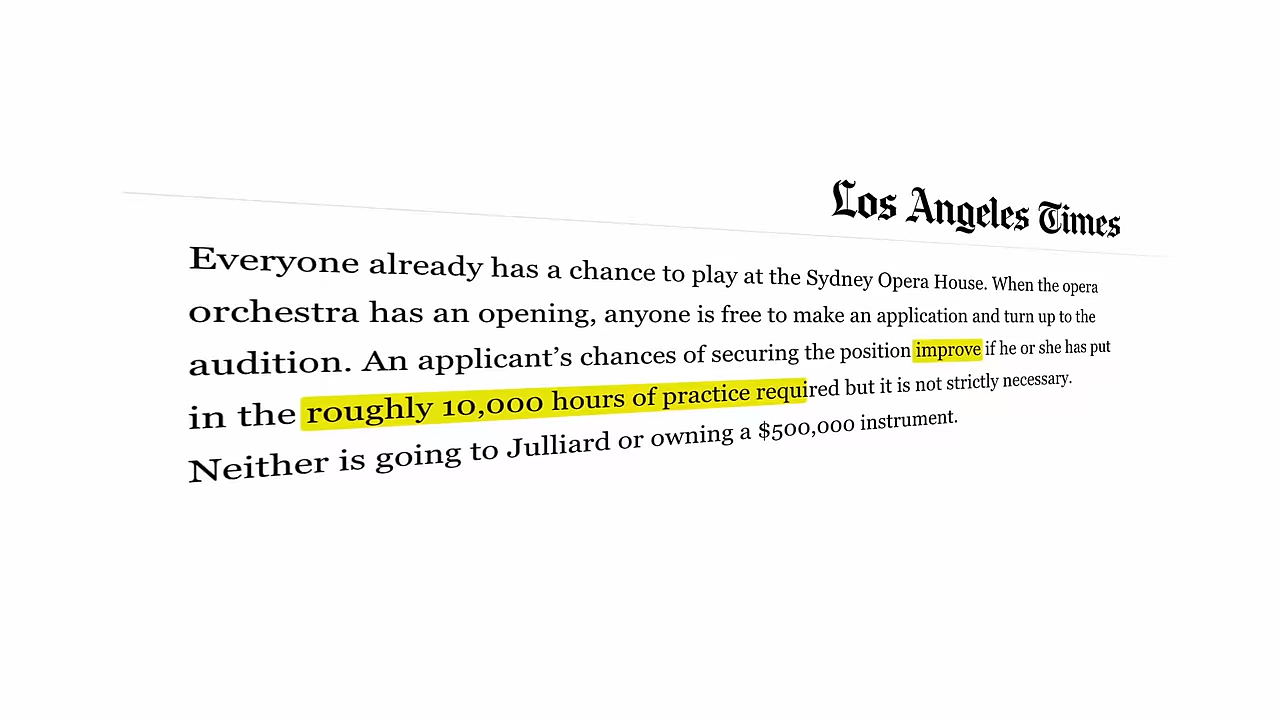 Los Angeles Times
Everyone already has a chance to play at the Sydney Opera House. When the opera
orchestra has an opening, anyone is free to make an application and turn up to the
audition. An applicant’s chances of securing the position improve if he or she has put
in the roughly 10,000 hours of practice required but it is not strictly necessary.
Neither is going to Julliard or owning a $500,000 instrument.